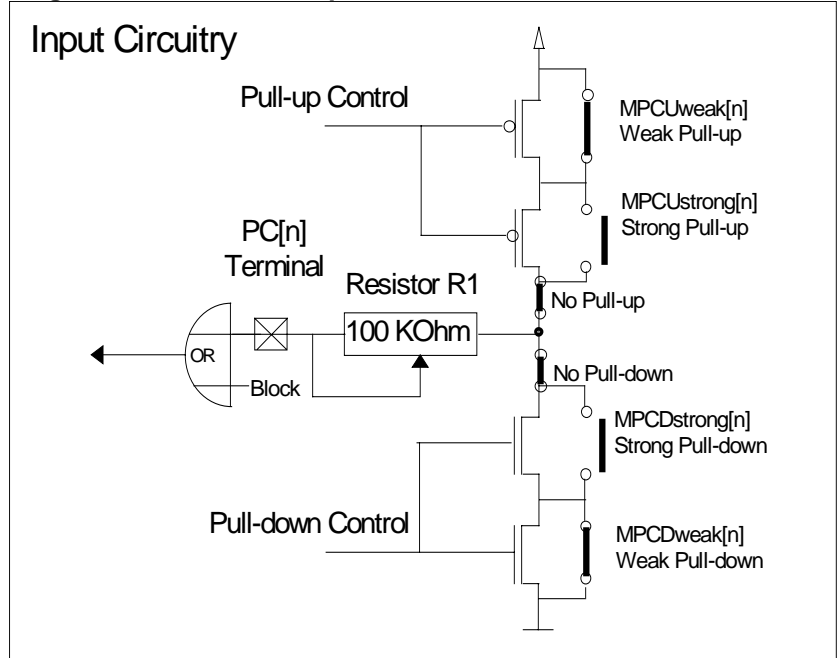 Input Circuitry
Pull-up Control
MPCUweak[n]
Weak Pull-up
MPCUstrong[n]
Strong Pull-up
PC[n]
Terminal
Resistor R1
No Pull-up
100 KOhm
OR
Block
No Pull-down
MPCDstrong[n]
Strong Pull-down
Pull-down Control
MPCDweak[n]
Weak Pull-down